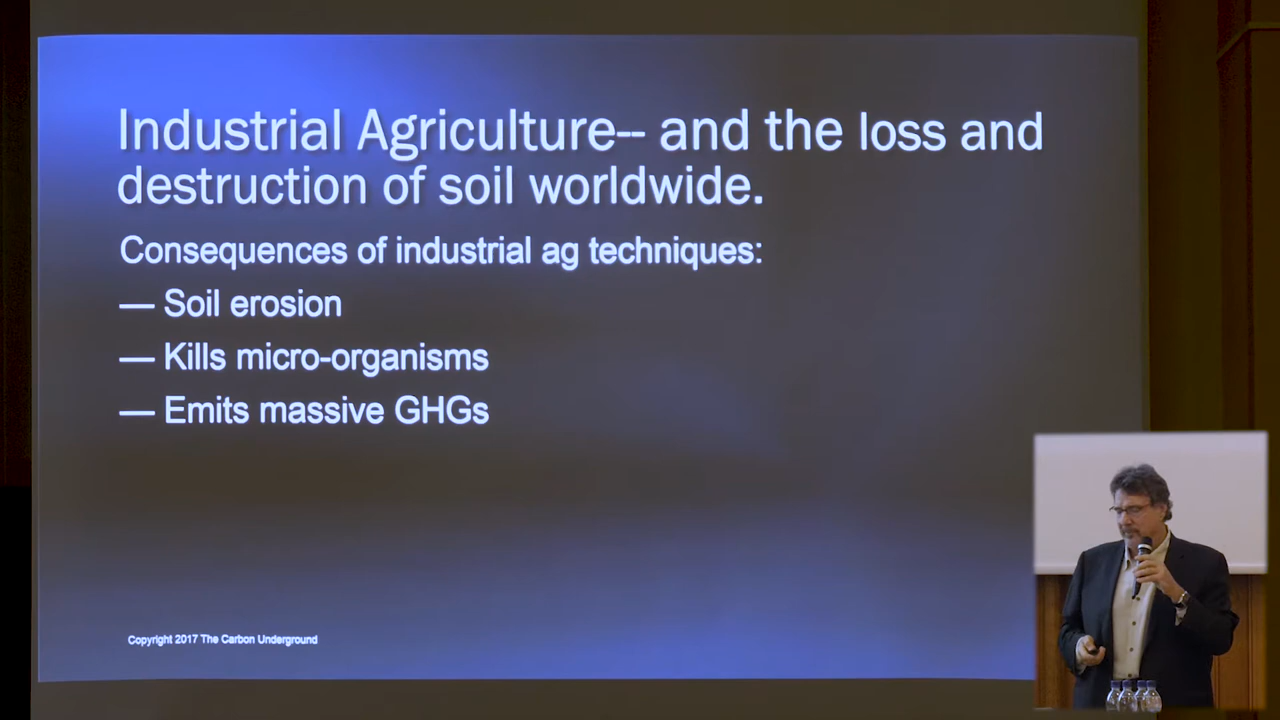 Industrial Agriculture-- and the loss and
destruction of soil worldwide.
Consequences of industrial ag techniques:
— Soil erosion
— Kills micro-organisms
— Emits massive GHGs
Copyright 2017 The Carbon Underground